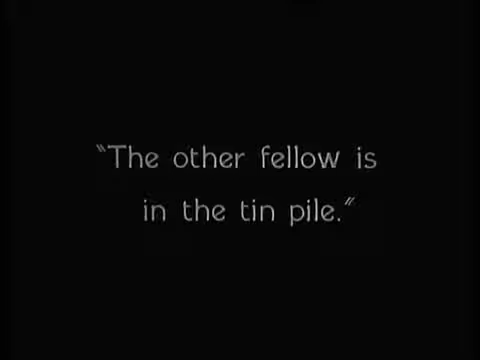 “The other fellow is
in the tin pile.”